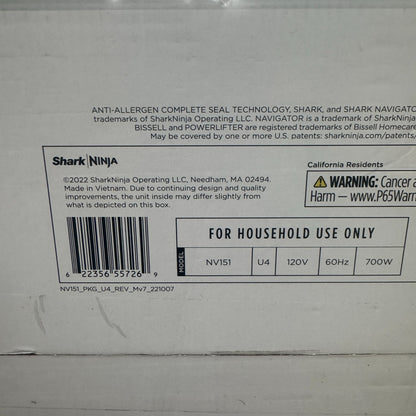 ANTI-ALLERGEN COMPLETE SEAL TECHNOLOGY, SHARK, and SHARK NAVIGATO
trademarks of SharkNinja Operating LLC. NAVIGATOR is a trademark of SharkNinja
BISSELL and POWERLIFTER are registered trademarks of Bissell Homecare
May be covered by one or more U.S. patents: sharkninja.com/patents
Shark | NINJA
©2022 SharkNinja Operating LLC, Needham, MA 02494.
Made in Vietnam. Due to continuing design and quality
improvements, the unit inside may differ slightly from
what is depicted on this box.
California Residents
WARNING: Cancer a
Harm – www.P65Warn
FOR HOUSEHOLD USE ONLY
MODEL NV151 U4 120V 60Hz 700W
6 22356 55726 9
NV151_PKG_U4_REV_Mv7_221007